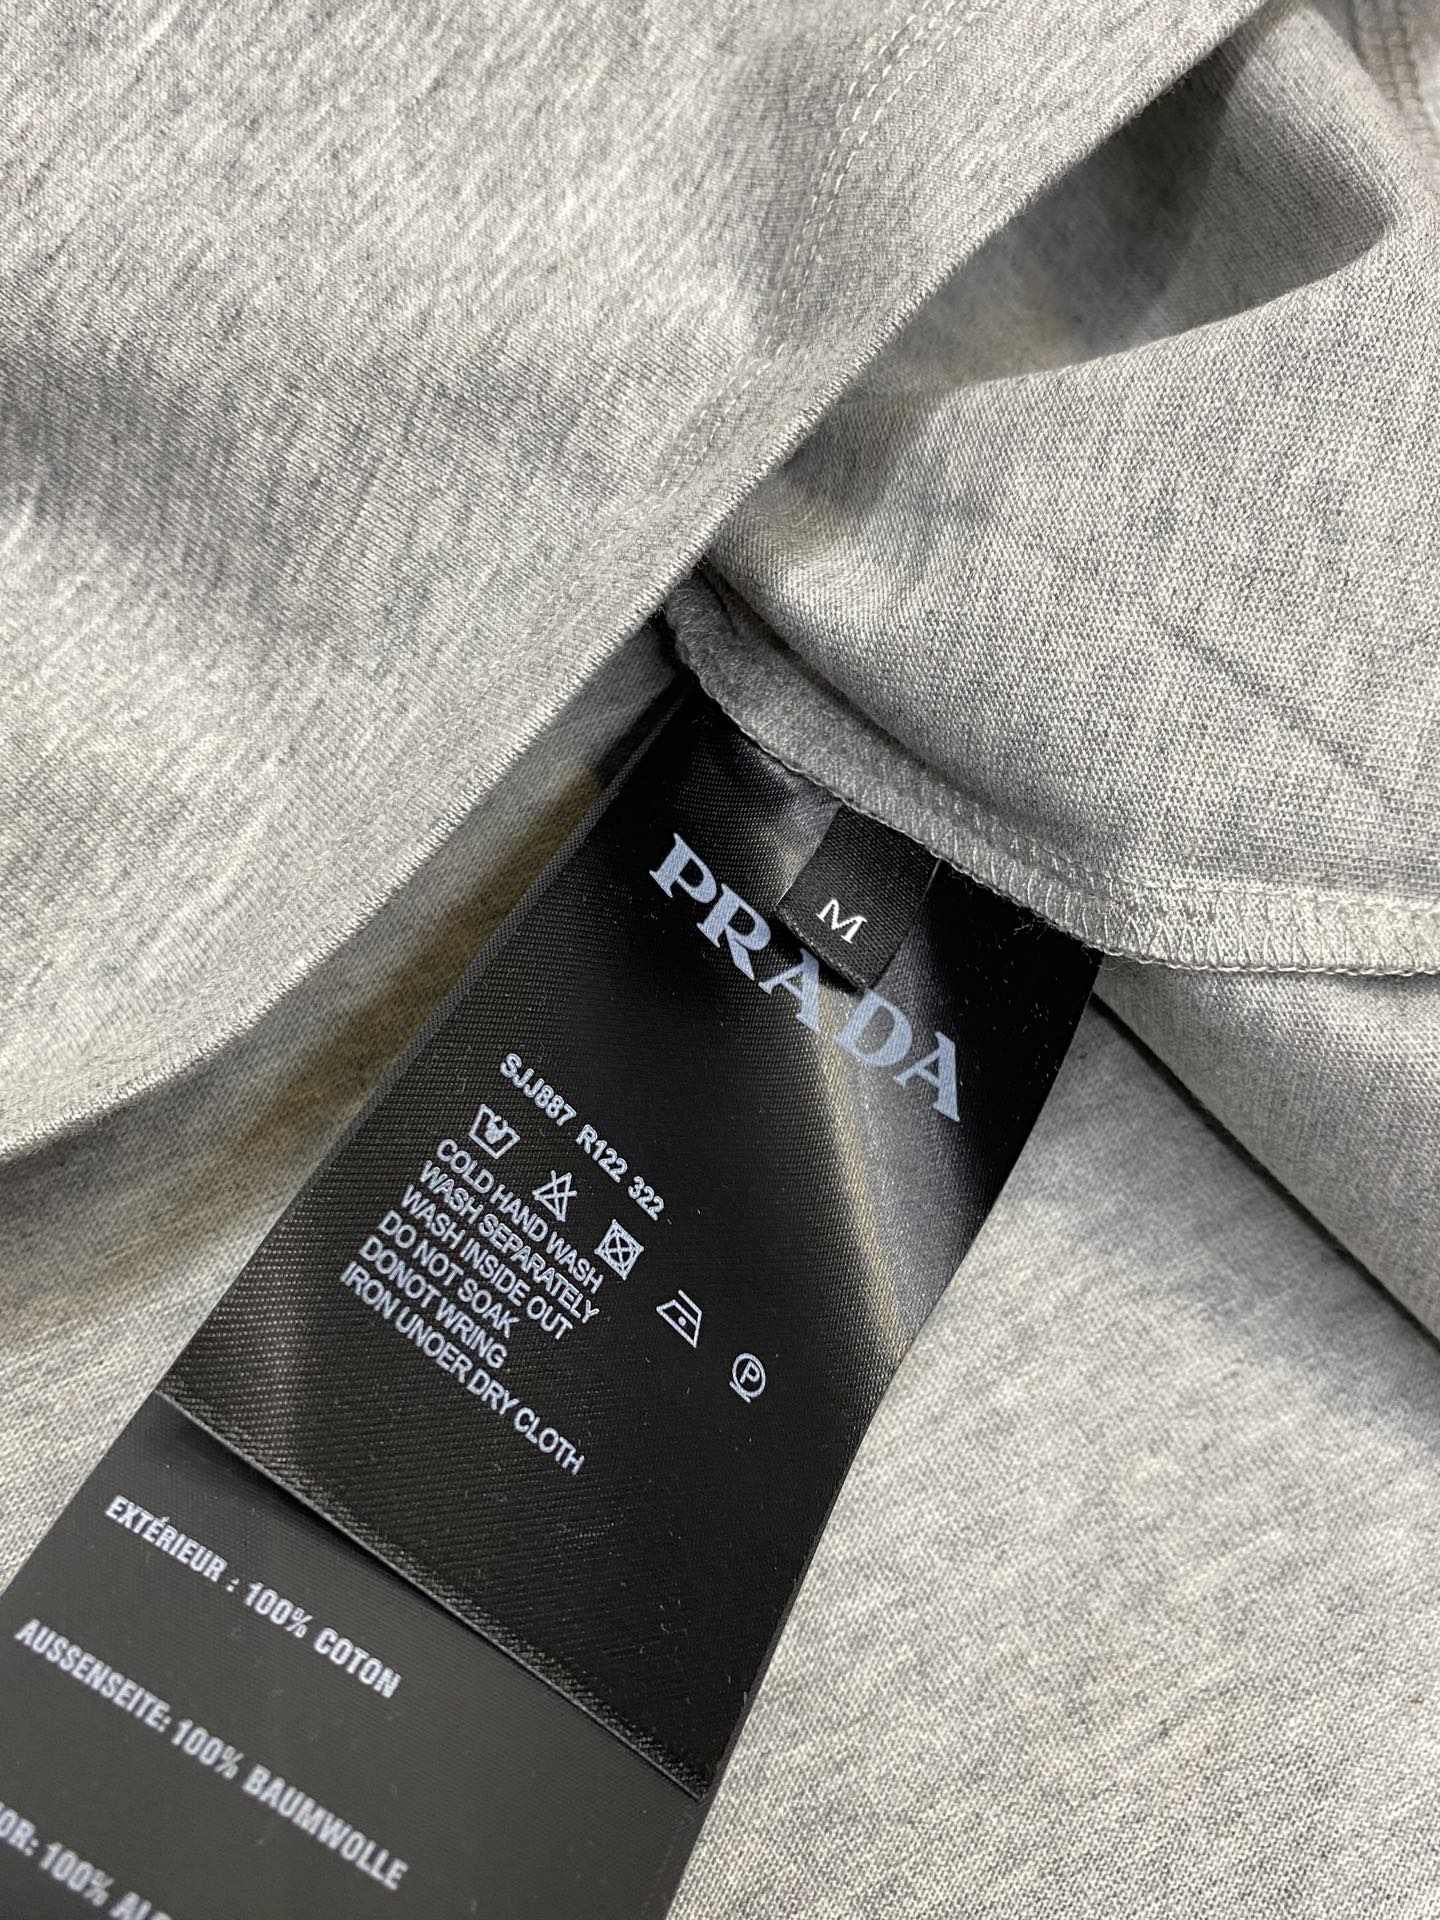 M
PRADA
SJJ887 R122 322
COLD HAND WASH
WASH SEPARATELY
WASH INSIDE OUT
DO NOT SOAK
DONOT WRING
IRON UNOER DRY CLOTH
P
EXTÉRIEUR : 100% COTON
AUSSENSEITE: 100% BAUMWOLLE
100%